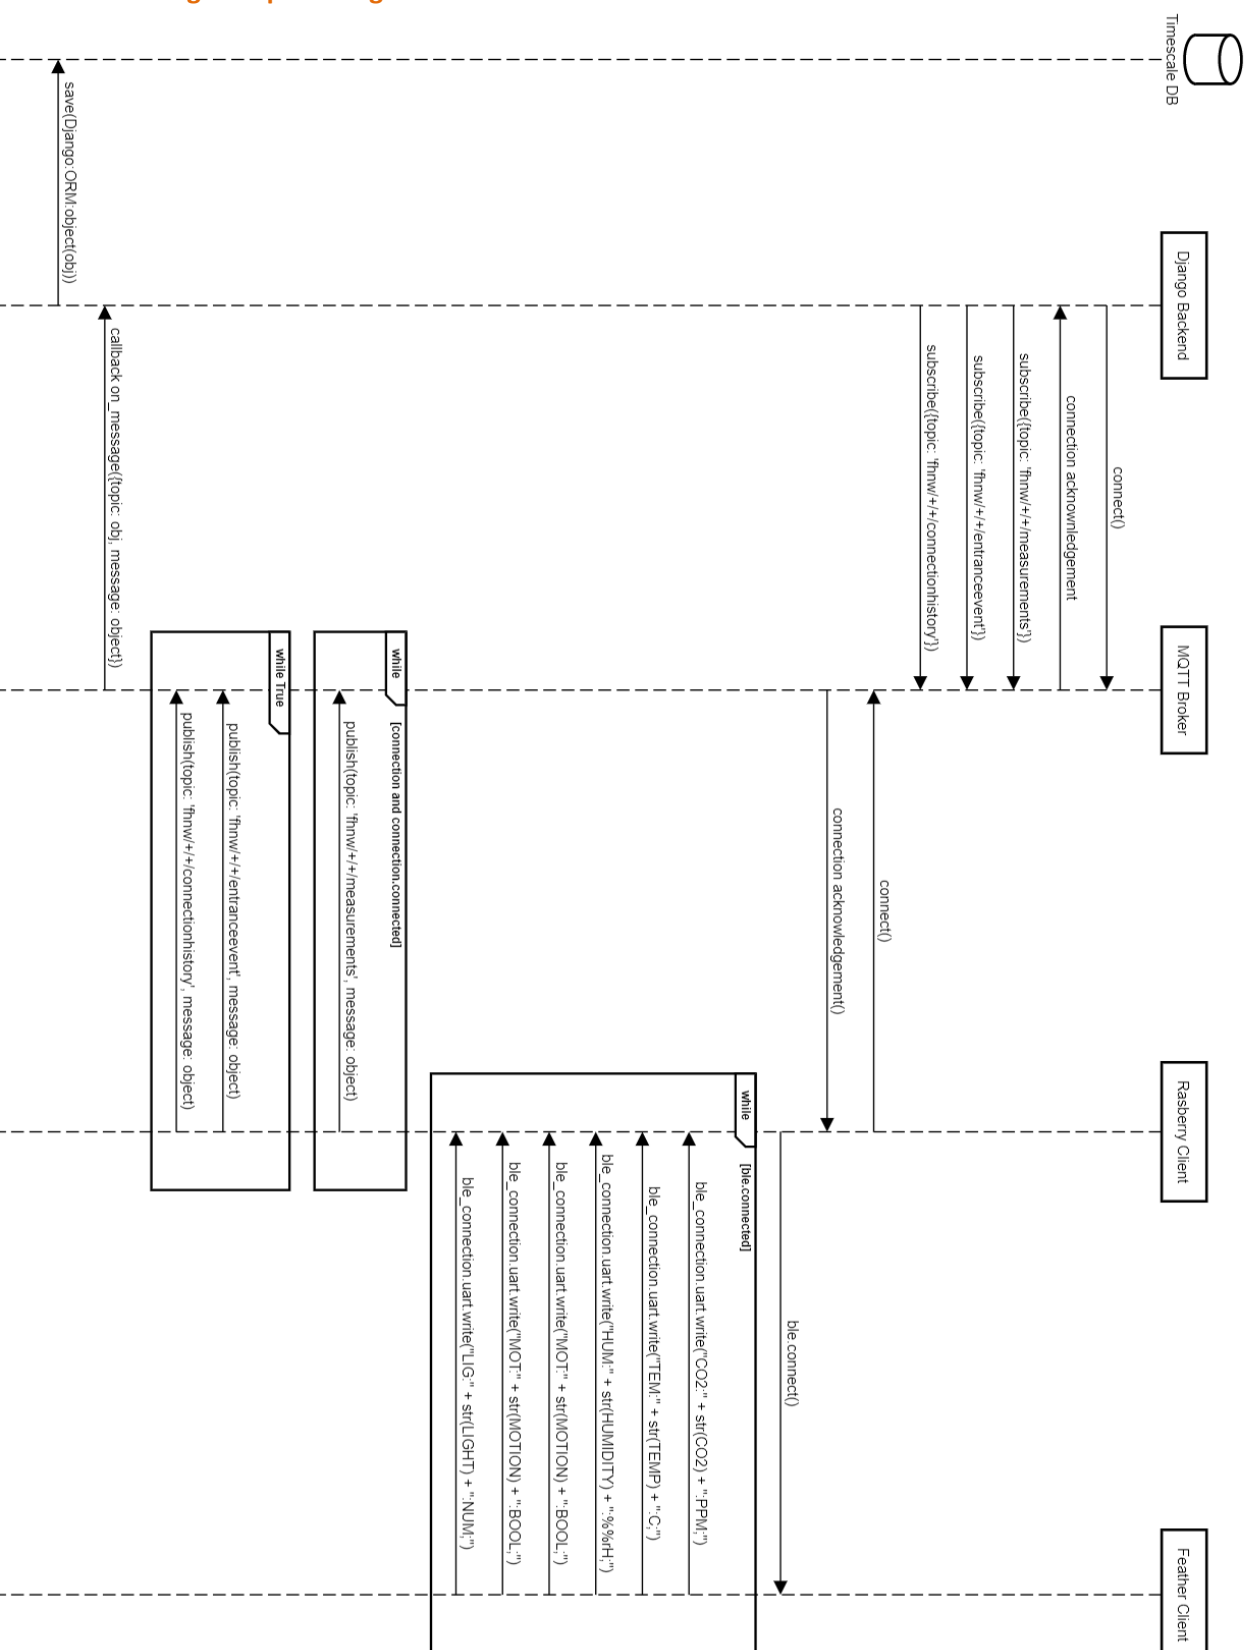 Timescale DB
Django Backend
MQTT Broker
Rasberry Client
Feather Client
connect()
connection acknownledgement
subscribe({topic: 'fhnw/+/+/measurements'})
subscribe({topic: 'fhnw/+/+/entranceevent'})
subscribe({topic: 'fhnw/+/+/connectionhistory'})
connect()
connection acknowledgement()
ble.connect()
while
[ble.connected]
ble_connection.uart.write("CO2:" + str(CO2) + ":PPM;")
ble_connection.uart.write("TEM:" + str(TEMP) + ":C;")
ble_connection.uart.write("HUM:" + str(HUMIDITY) + ":%%rH;")
ble_connection.uart.write("MOT:" + str(MOTION) + ":BOOL;")
ble_connection.uart.write("MOT:" + str(MOTION) + ":BOOL;")
ble_connection.uart.write("LIG:" + str(LIGHT) + ":NUM;")
while
[connection and connection.connected]
publish(topic: 'fhnw/+/+/measurements', message: object)
while True
publish(topic: 'fhnw/+/+/entranceevent', message: object)
publish(topic: 'fhnw/+/+/connectionhistory', message: object)
callback on_message({topic: obj, message: object})
save(Django:ORM:object(obj))